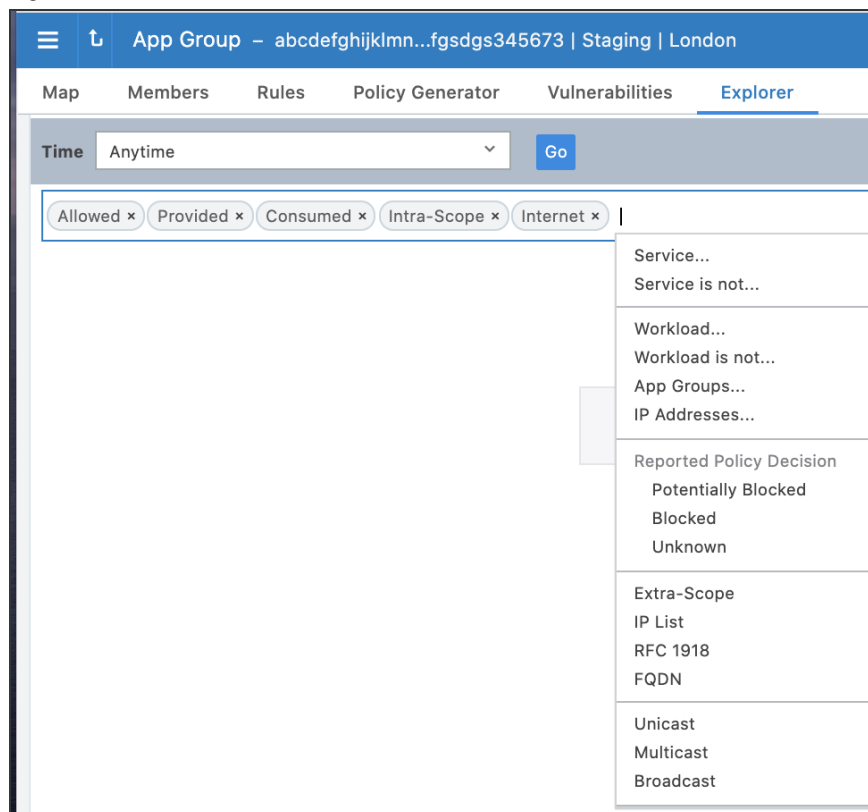 App Group – abcdefghijklmn...fgsdgs345673 | Staging | London
Map Members Rules Policy Generator Vulnerabilities Explorer
Time Anytime Go
Allowed × Provided × Consumed × Intra-Scope × Internet ×
Service...
Service is not...
Workload...
Workload is not...
App Groups...
IP Addresses...
Reported Policy Decision
Potentially Blocked
Blocked
Unknown
Extra-Scope
IP List
RFC 1918
FQDN
Unicast
Multicast
Broadcast